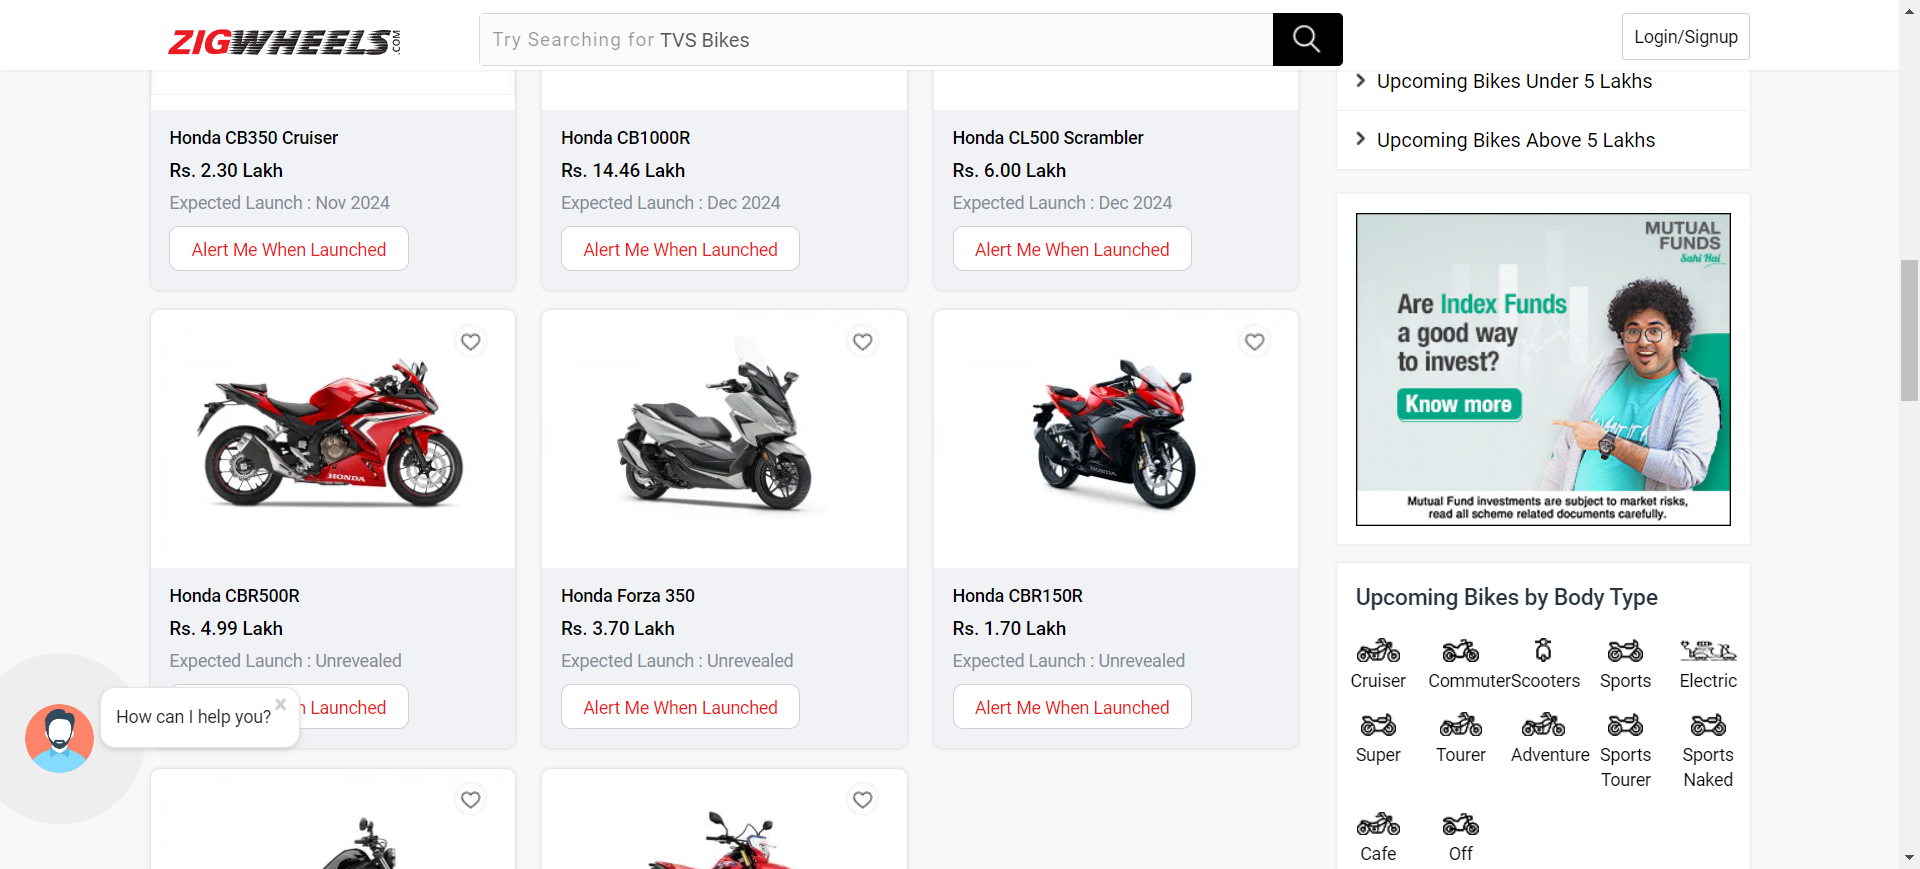 ZIGWHEELS.COM
Try Searching for TVS Bikes
Login/Signup
Honda CB350 Cruiser
Rs. 2.30 Lakh
Expected Launch : Nov 2024
Alert Me When Launched
Honda CB1000R
Rs. 14.46 Lakh
Expected Launch : Dec 2024
Alert Me When Launched
Honda CL500 Scrambler
Rs. 6.00 Lakh
Expected Launch : Dec 2024
Alert Me When Launched
HONDA
Honda CBR500R
Rs. 4.99 Lakh
Expected Launch : Unrevealed
n Launched
Honda Forza 350
Rs. 3.70 Lakh
Expected Launch : Unrevealed
Alert Me When Launched
HONDA
Honda CBR150R
Rs. 1.70 Lakh
Expected Launch : Unrevealed
Alert Me When Launched
How can I help you?
×
Upcoming Bikes Under 5 Lakhs
Upcoming Bikes Above 5 Lakhs
MUTUAL
FUNDS
Sahi Hai
Are Index Funds
a good way
to invest?
Know more
Mutual Fund investments are subject to market risks,
read all scheme related documents carefully.
Upcoming Bikes by Body Type
Cruiser
Commuter
Scooters
Sports
Electric
Super
Tourer
Adventure
Sports
Tourer
Sports
Naked
Cafe
Off